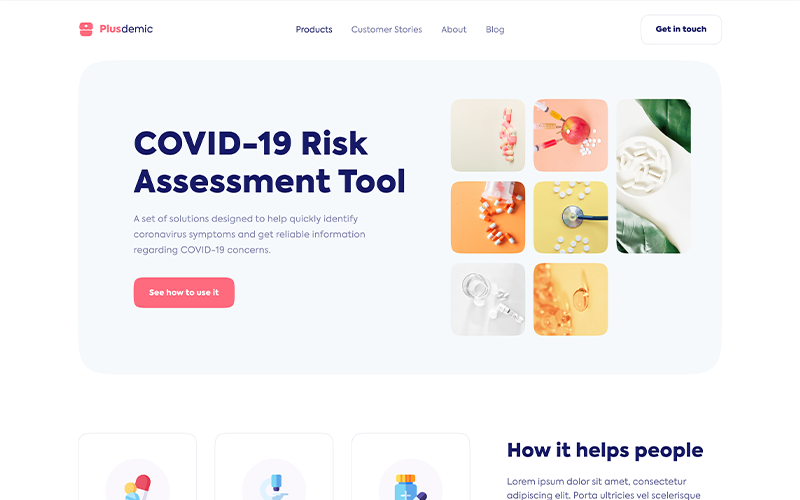 Plusdemic
Products
Customer Stories
About
Blog
Get in touch
COVID-19 Risk
Assessment Tool
A set of solutions designed to help quickly identify
coronavirus symptoms and get reliable information
regarding COVID-19 concerns.
See how to use it
How it helps people
Lorem ipsum dolor sit amet, consectetur
adipiscing elit. Porta ultricies vel scelerisque